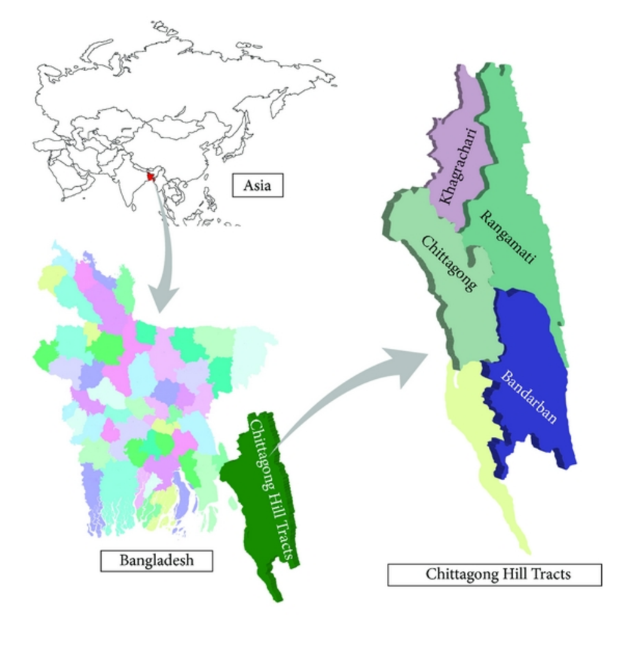 Asia
Khagrachari
Rangamati
Chittagong
Bandarban
Chittagong Hill Tracts
Bangladesh
Chittagong Hill Tracts